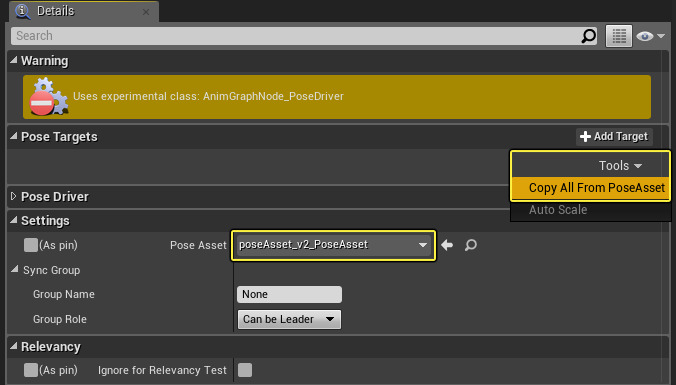 Details
Search
Warning
Uses experimental class: AnimGraphNode_PoseDriver
Pose Targets
Add Target
Tools
Copy All From PoseAsset
Auto Scale
Pose Driver
Settings
(As pin) Pose Asset poseAsset_v2_PoseAsset
Sync Group
Group Name None
Group Role Can be Leader
Relevancy
(As pin) Ignore for Relevancy Test